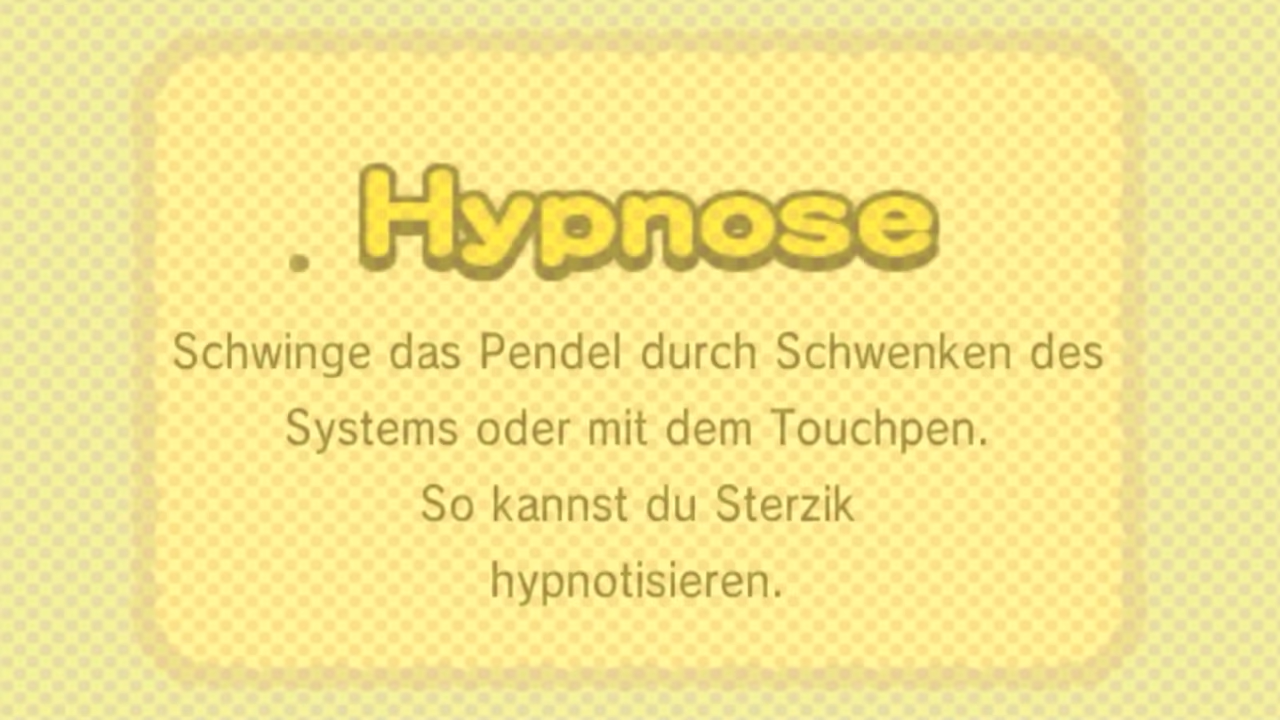 . Hypnose
Schwinge das Pendel durch Schwenken des
Systems oder mit dem Touchpen.
So kannst du Sterzik
hypnotisieren.